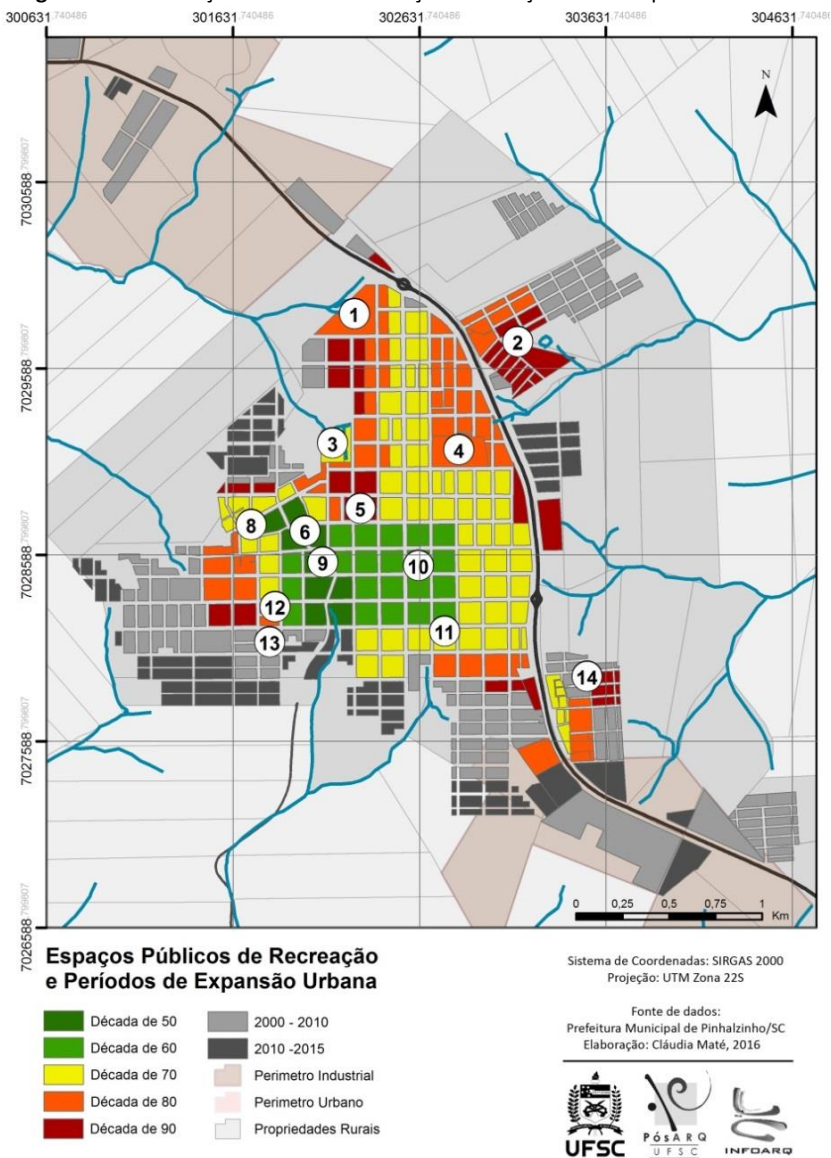 300631,740486 301631,740486 302631,740486 303631,740486 304631,740486
N
7030588,799807
7029588,799807
7028588,799807
7027588,799807
7026588,799807
1
2
3
4
5
8
6
9
10
12
11
13
14
0 0,25 0,5 0,75 1
Km
Espaços Públicos de Recreação
e Períodos de Expansão Urbana
Década de 50
Década de 60
Década de 70
Década de 80
Década de 90
2000 - 2010
2010 -2015
Perimetro Industrial
Perimetro Urbano
Propriedades Rurais
Sistema de Coordenadas: SIRGAS 2000
Projeção: UTM Zona 22S
Fonte de dados:
Prefeitura Municipal de Pinhalzinho/SC
Elaboração: Cláudia Maté, 2016
UFSC
PósARQ
UFSC
INFOARQ